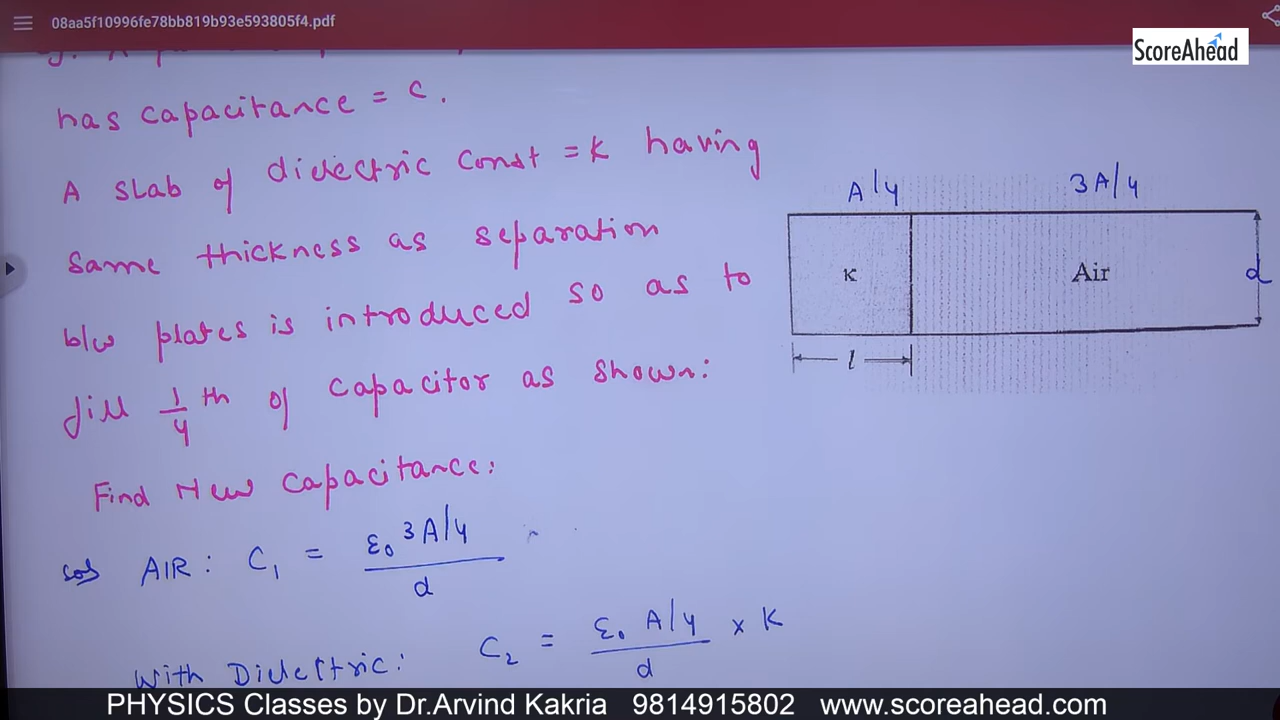 08aa5f10996fe78bb819b93e593805f4.pdf
ScoreAhead
has capacitance = C.
A slab of dielectric const = K having
same thickness as separation
b/w plates is introduced so as to
fill 1/4 th of capacitor as shown:
Find New capacitance:
A/4 3A/4
κ Air d
l
Sol AIR: C₁ = ε₀ 3A/4 / d
With Dielectric: C₂ = ε₀ A/4 / d × K
PHYSICS Classes by Dr.Arvind Kakria 9814915802 www.scoreahead.com